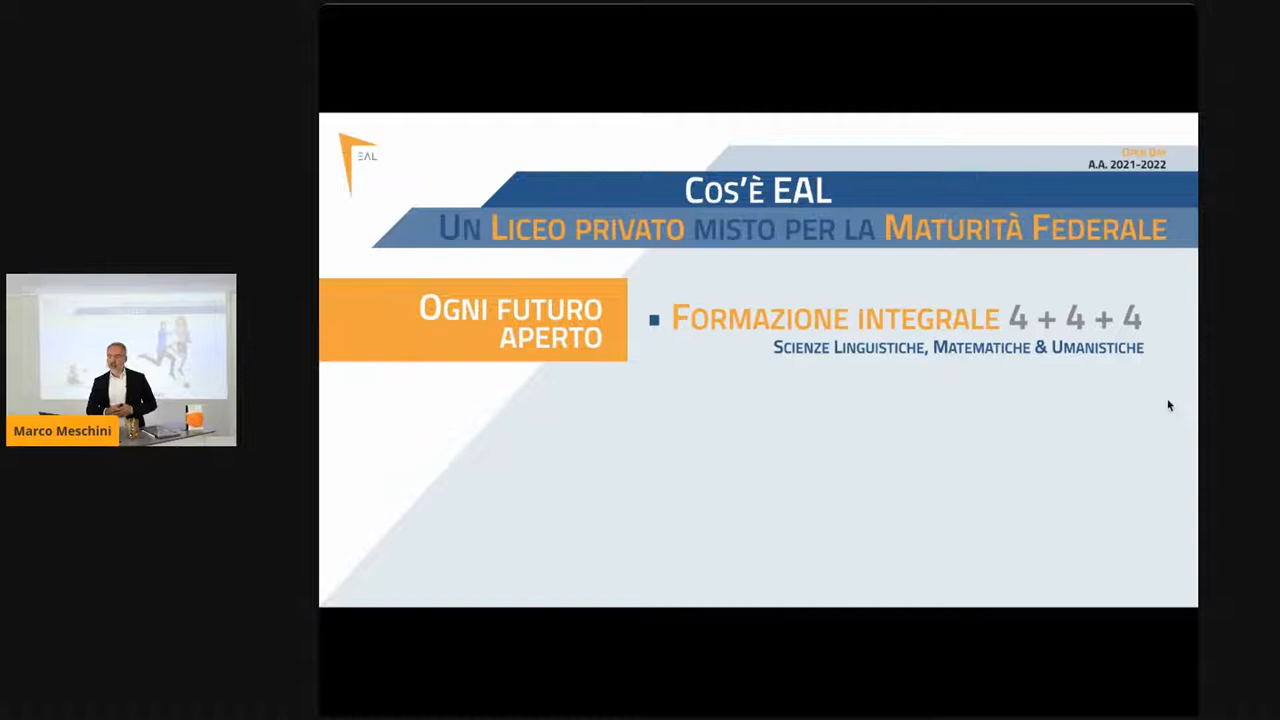 EAL
OPEN DAY
A.A. 2021-2022
COS'È EAL
UN LICEO PRIVATO MISTO PER LA MATURITÀ FEDERALE
OGNI FUTURO
APERTO
▪ FORMAZIONE INTEGRALE 4 + 4 + 4
SCIENZE LINGUISTICHE, MATEMATICHE & UMANISTICHE
Marco Meschini